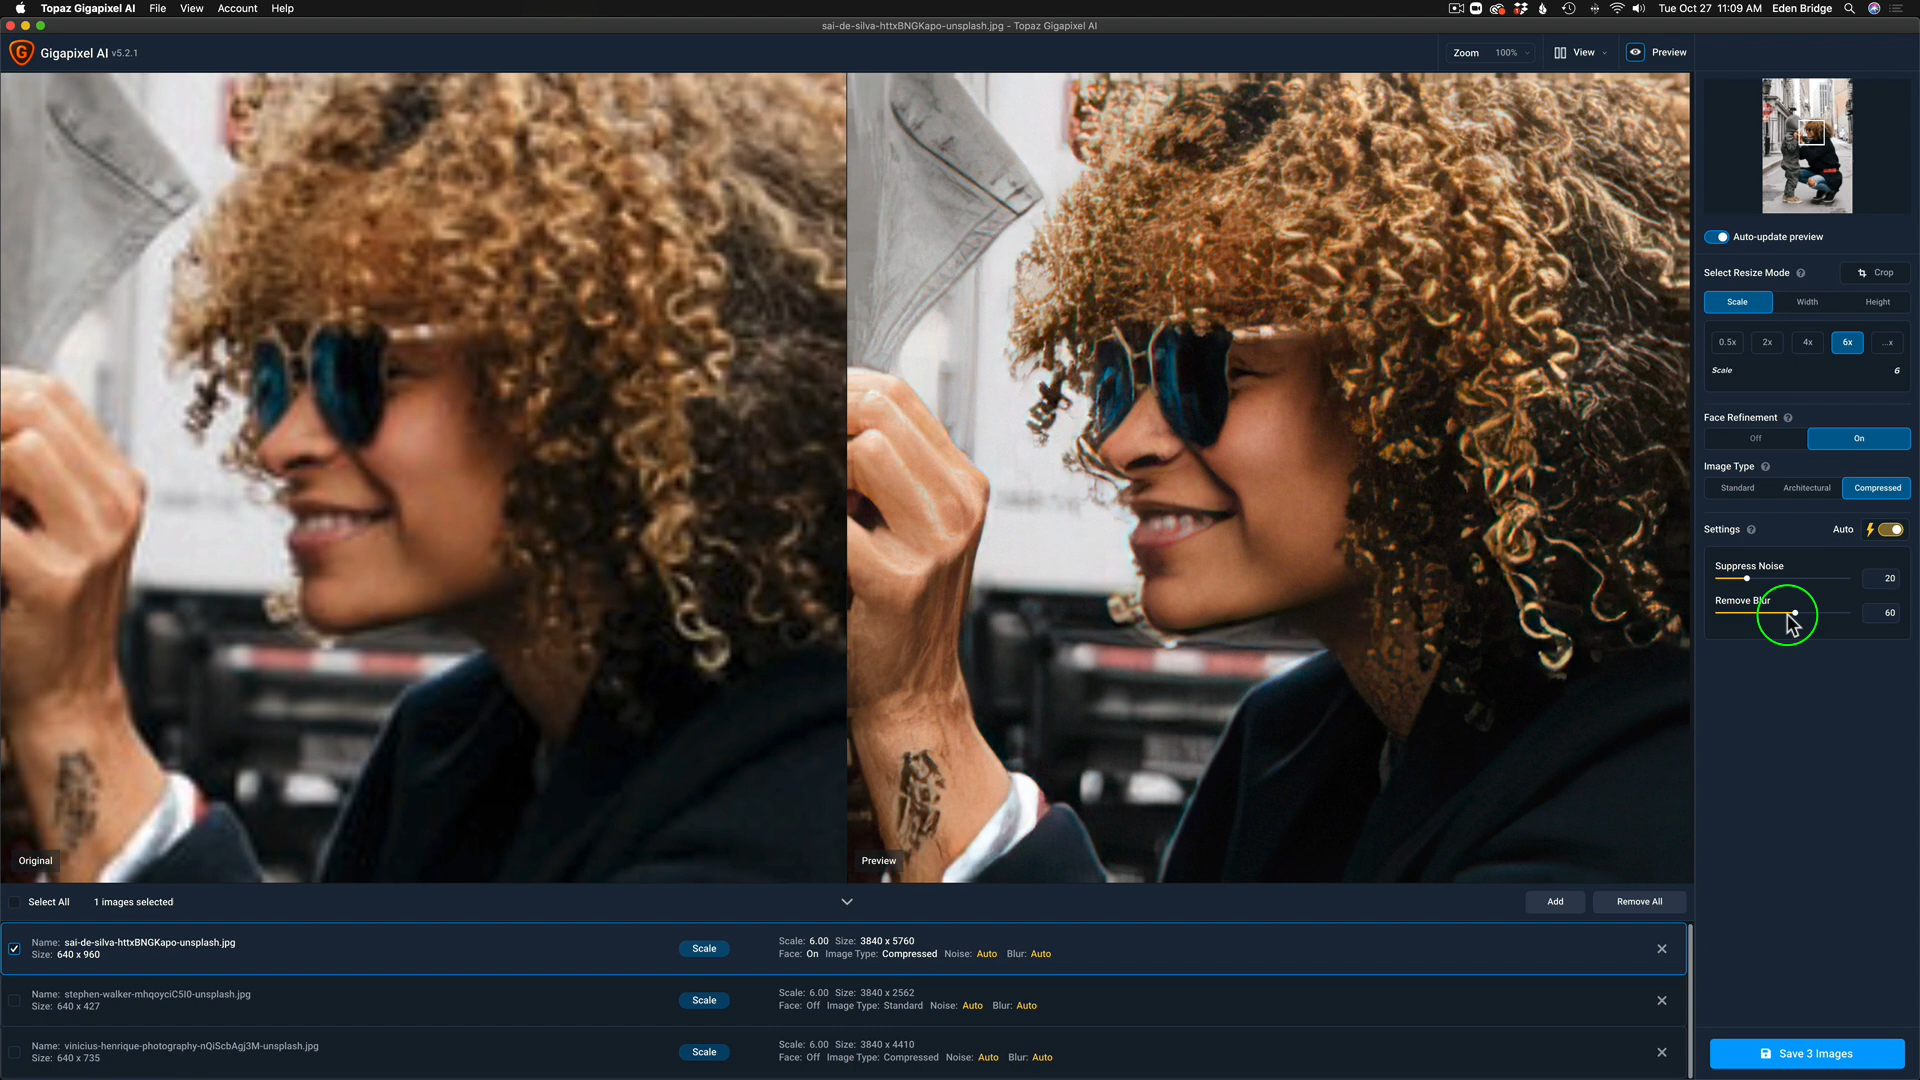 Topaz Gigapixel AI File View Account Help
Tue Oct 27 11:09 AM Eden Bridge
sai-de-silva-httxBNGKapo-unsplash.jpg - Topaz Gigapixel AI
Gigapixel AI v5.2.1
Zoom 100% View Preview
Auto-update preview
Select Resize Mode Crop
Scale Width Height
0.5x 2x 4x 6x ...x
Scale 6
Face Refinement
Off On
Image Type
Standard Architectural Compressed
Settings Auto
Suppress Noise
20
Remove Blur
60
Original
Preview
Select All 1 images selected Add Remove All
Name: sai-de-silva-httxBNGKapo-unsplash.jpg
Size: 640 x 960
Scale
Scale: 6.00 Size: 3840 x 5760
Face: On Image Type: Compressed Noise: Auto Blur: Auto
Name: stephen-walker-mhqoyciC5I0-unsplash.jpg
Size: 640 x 427
Scale
Scale: 6.00 Size: 3840 x 2562
Face: Off Image Type: Standard Noise: Auto Blur: Auto
Name: vinicius-henrique-photography-nQiScbAgj3M-unsplash.jpg
Size: 640 x 735
Scale
Scale: 6.00 Size: 3840 x 4410
Face: Off Image Type: Compressed Noise: Auto Blur: Auto
Save 3 Images